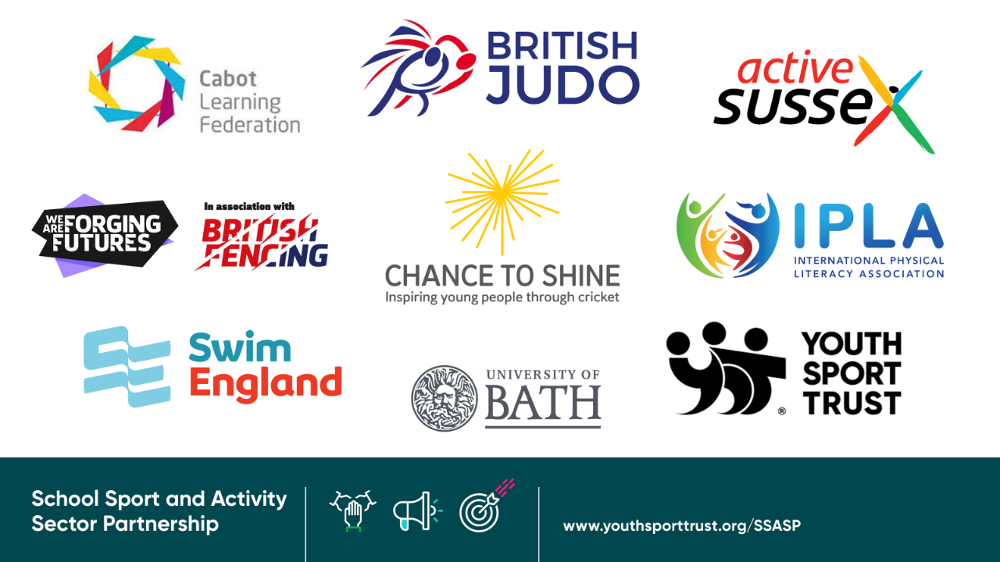 Cabot
Learning
Federation
BRITISH
JUDO
active
sussex
WE ARE FORGING
FUTURES
In association with
BRITISH
FENCING
CHANCE TO SHINE
Inspiring young people through cricket
IPLA
INTERNATIONAL PHYSICAL
LITERACY ASSOCIATION
Swim
England
UNIVERSITY OF
BATH
YOUTH
SPORT
TRUST
®
School Sport and Activity
Sector Partnership
www.youthsporttrust.org/SSASP